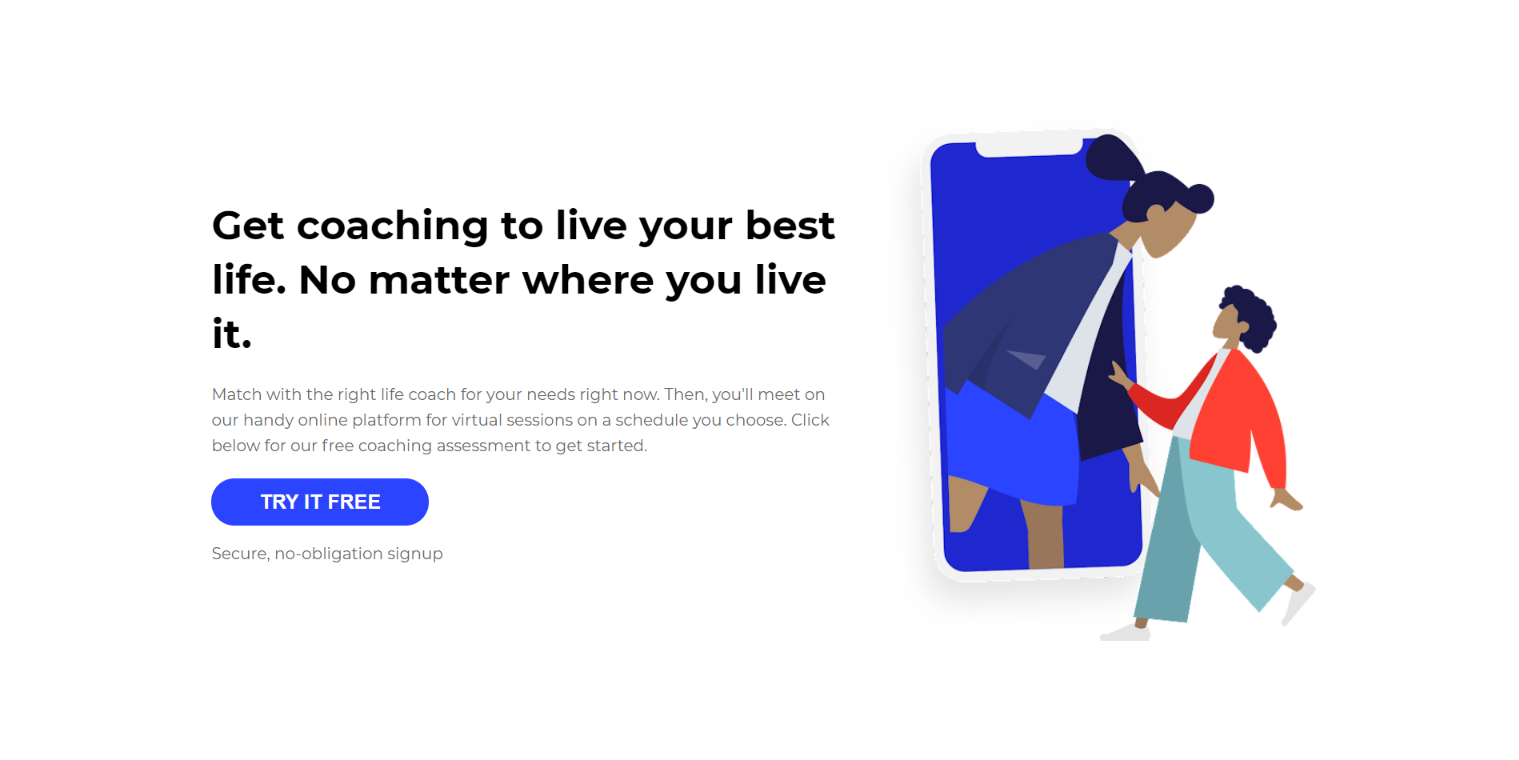 Get coaching to live your best
life. No matter where you live
it.
Match with the right life coach for your needs right now. Then, you'll meet on
our handy online platform for virtual sessions on a schedule you choose. Click
below for our free coaching assessment to get started.
TRY IT FREE
Secure, no-obligation signup